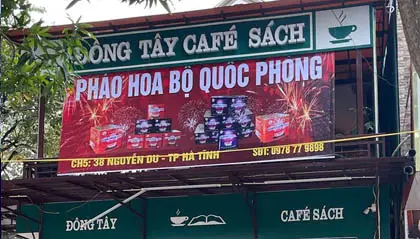 ĐÔNG TÂY CAFÉ SÁCH
PHÁO HOA BỘ QUỐC PHÒNG
CH5: 38 NGUYỄN DU - TP HÀ TĨNH
SĐT: 0978 77 9898
ĐÔNG TÂY
CAFÉ SÁCH